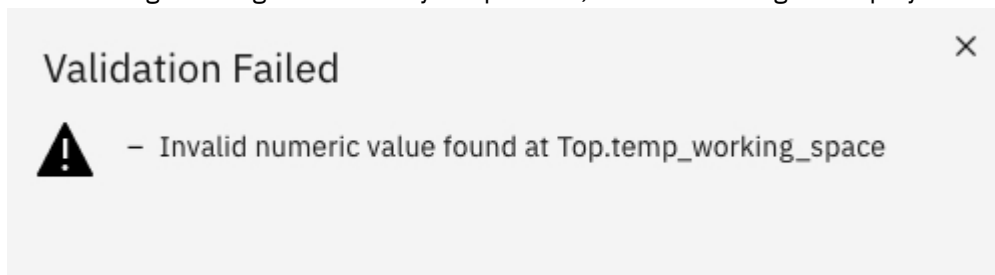 Validation Failed
– Invalid numeric value found at Top.temp_working_space